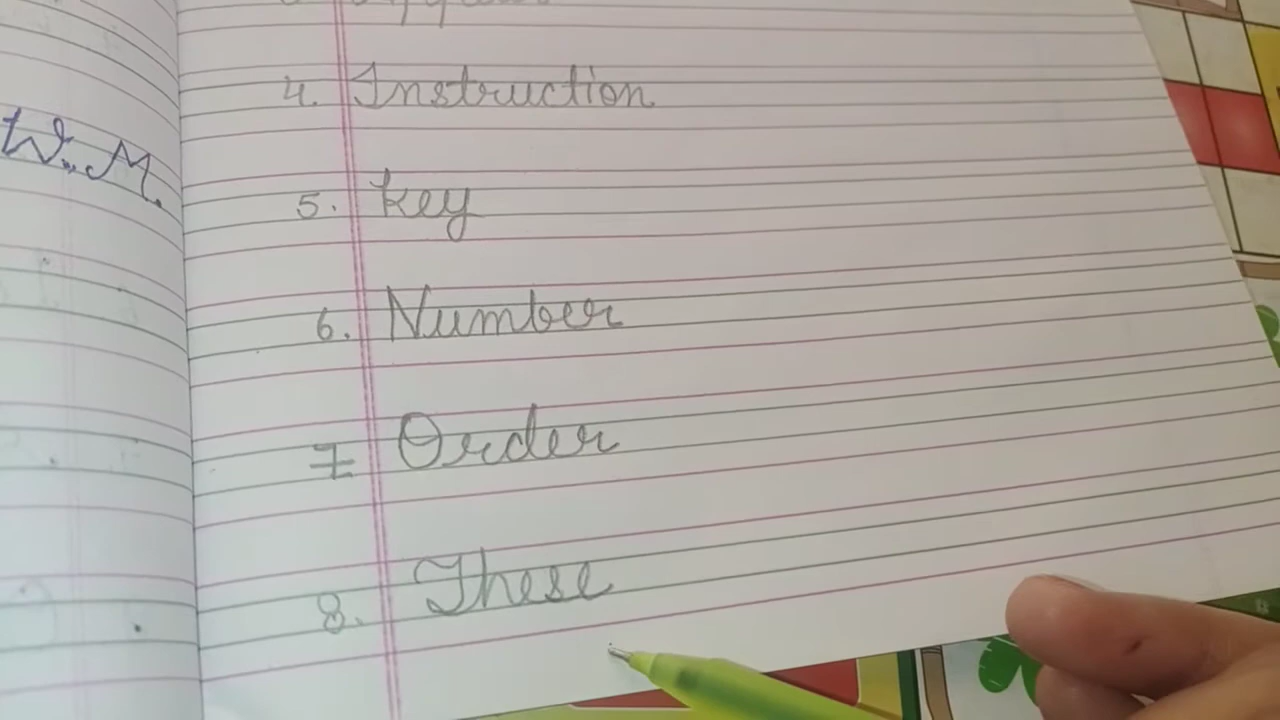 W.M.
4. Instruction
5. key
6. Number
7. Order
8. These